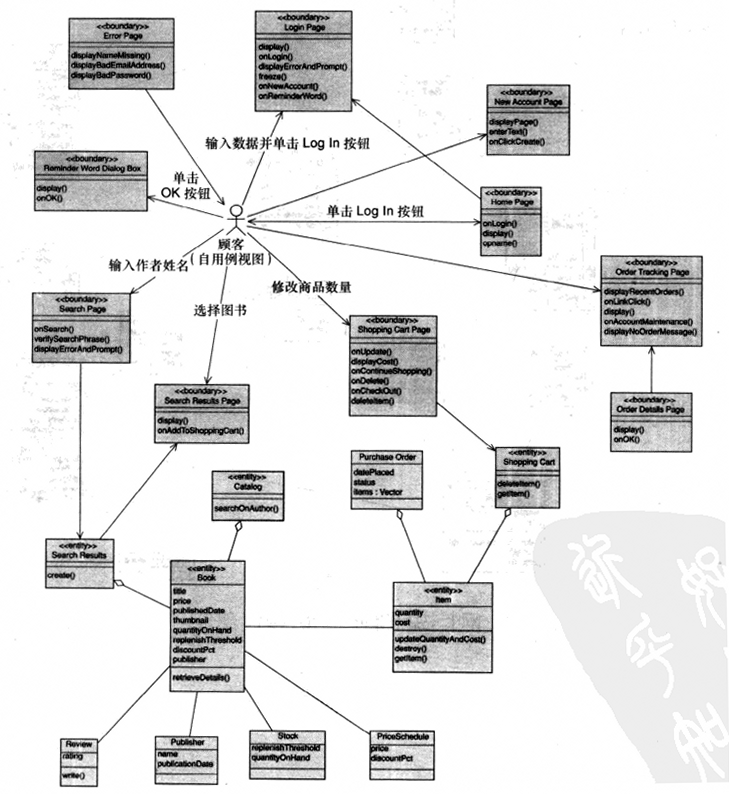 <<boundary>>
Error Page
displayNameMissing()
displayBadEmailAddress()
displayBadPassword()
<<boundary>>
Login Page
display()
onLogin()
displayErrorAndPrompt()
freeze()
onNewAccount()
onReminderWord()
<<boundary>>
New Account Page
displayPage()
enterText()
onClickCreate()
输入数据并单击 Log In 按钮
<<boundary>>
Reminder Word Dialog Box
display()
onOK()
单击
OK 按钮
单击 Log In 按钮
<<boundary>>
Home Page
onLogin()
display()
opname()
顾客
(自用例视图)
输入作者姓名
选择图书
修改商品数量
<<boundary>>
Order Tracking Page
displayRecentOrders()
onLinkClick()
display()
onAccountMaintenance()
displayNoOrderMessage()
<<boundary>>
Search Page
onSearch()
verifySearchPhrase()
displayErrorAndPrompt()
<<boundary>>
Shopping Cart Page
onUpdate()
displayCost()
onContinueShopping()
onDelete()
onCheckOut()
deleteItem()
<<boundary>>
Search Results Page
display()
onAddToShoppingCart()
<<boundary>>
Order Details Page
display()
onOK()
Purchase Order
datePlaced
status
items : Vector
<<entity>>
Shopping Cart
deleteItem()
getItem()
<<entity>>
Catalog
searchOnAuthor()
<<entity>>
Search Results
create()
<<entity>>
Book
title
price
publishedDate
thumbnail
quantityOnHand
replenishThreshold
discountPct
publisher
retrieveDetails()
<<entity>>
Item
quantity
cost
updateQuantityAndCost()
destroy()
getItem()
Review
rating
write()
Publisher
name
publicationDate
Stock
replenishThreshold
quantityOnHand
PriceSchedule
price
discountPct